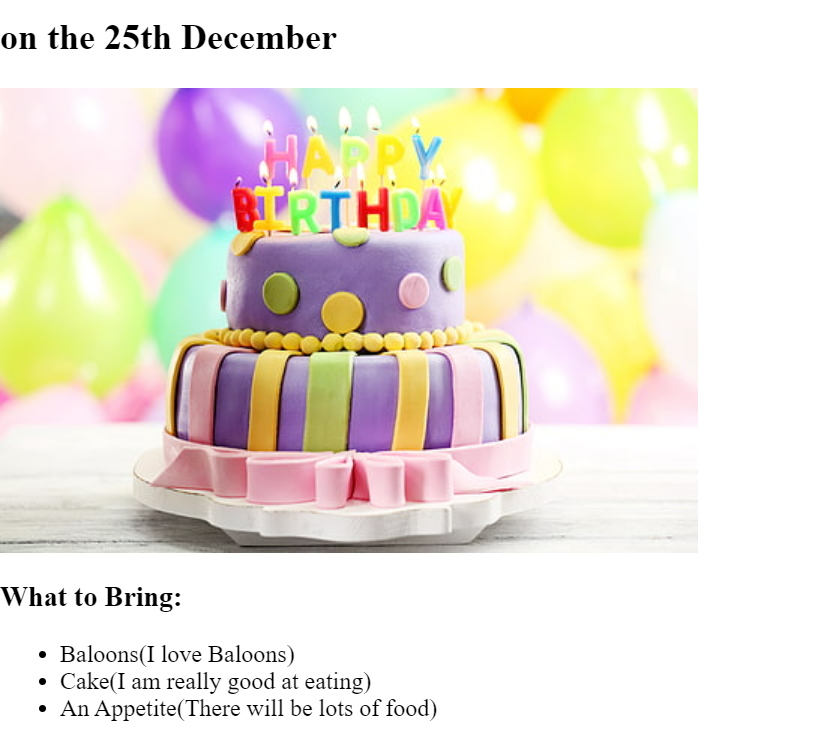 on the 25th December
HAPPY
BIRTHDAY
What to Bring:
Baloons(I love Baloons)
Cake(I am really good at eating)
An Appetite(There will be lots of food)